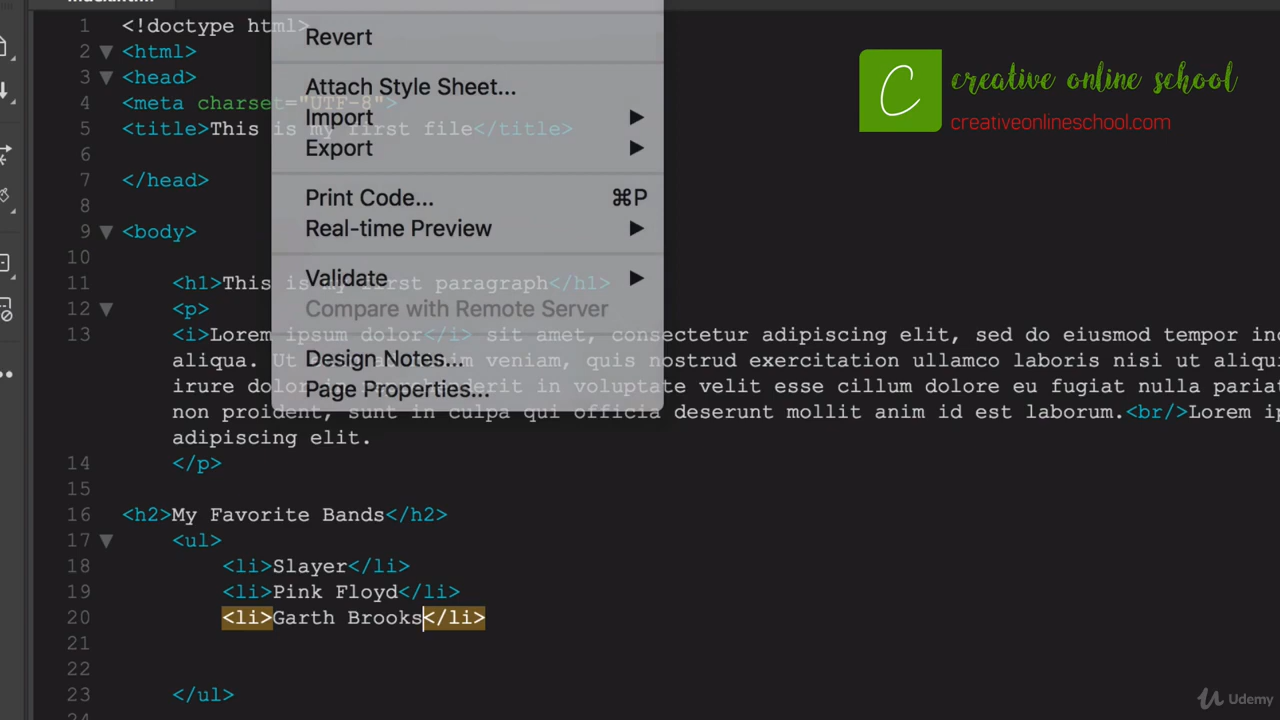 1 <!doctype html>
2 <html>
3 <head>
4 <meta charset="UTF-8">
5 <title>This is my first file</title>
6
7 </head>
8
9 <body>
10
11 <h1>This is my first paragraph</h1>
12 <p>
13 <i>Lorem ipsum dolor</i> sit amet, consectetur adipiscing elit, sed do eiusmod tempor
aliqua. Ut veniam, quis nostrud exercitation ullamco laboris nisi ut
irure dolor in voluptate velit esse cillum dolore eu fugiat nulla
non proident, sunt in culpa qui officia deserunt mollit anim id est laborum.<br/>Lorem
adipiscing elit.
14 </p>
15
16 <h2>My Favorite Bands</h2>
17 <ul>
18 <li>Slayer</li>
19 <li>Pink Floyd</li>
20 <li>Garth Brooks</li>
21
22
23 </ul>
Revert
Attach Style Sheet...
Import
Export
Print Code... ⌘P
Real-time Preview
Validate
Compare with Remote Server
Design Notes...
Page Properties...
C creative online school
creativeonlineschool.com
Udemy